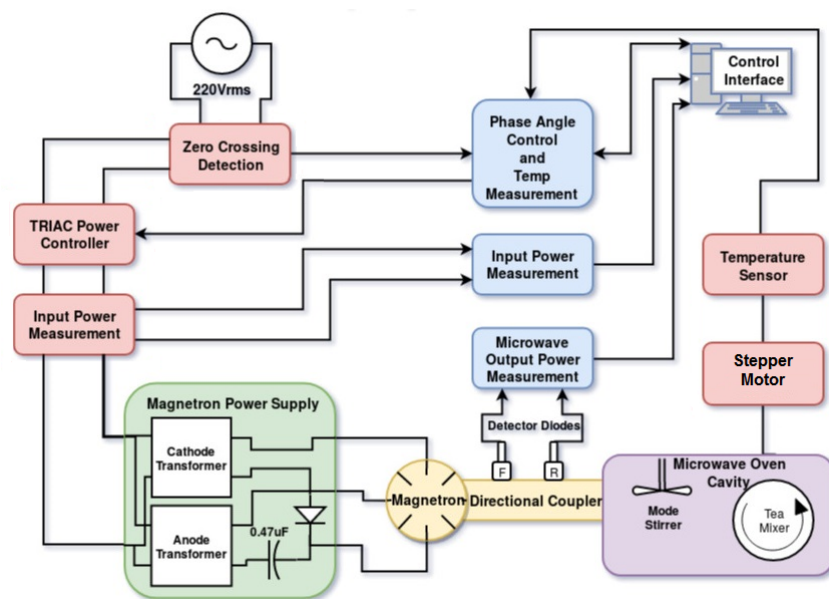 220Vrms
Control
Interface
Phase Angle
Control
and
Temp
Measurement
Zero Crossing
Detection
TRIAC Power
Controller
Input Power
Measurement
Temperature
Sensor
Input Power
Measurement
Microwave
Output Power
Measurement
Stepper
Motor
Magnetron Power Supply
Detector Diodes
Cathode
Transformer
F
R
Microwave Oven
Cavity
Magnetron
Directional Coupler
Mode
Stirrer
Tea
Mixer
Anode
Transformer
0.47uF